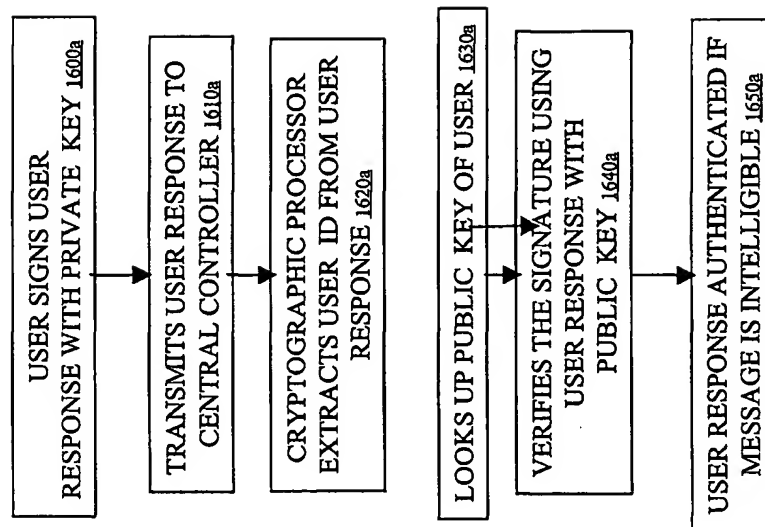 USER SIGNS USER
RESPONSE WITH PRIVATE KEY 1600a
TRANSMITS USER RESPONSE TO
CENTRAL CONTROLLER 1610a
CRYPTOGRAPHIC PROCESSOR
EXTRACTS USER ID FROM USER
RESPONSE 1620a
LOOKS UP PUBLIC KEY OF USER 1630a
VERIFIES THE SIGNATURE USING
USER RESPONSE WITH
PUBLIC KEY 1640a
USER RESPONSE AUTHENTICATED IF
MESSAGE IS INTELLIGIBLE 1650a